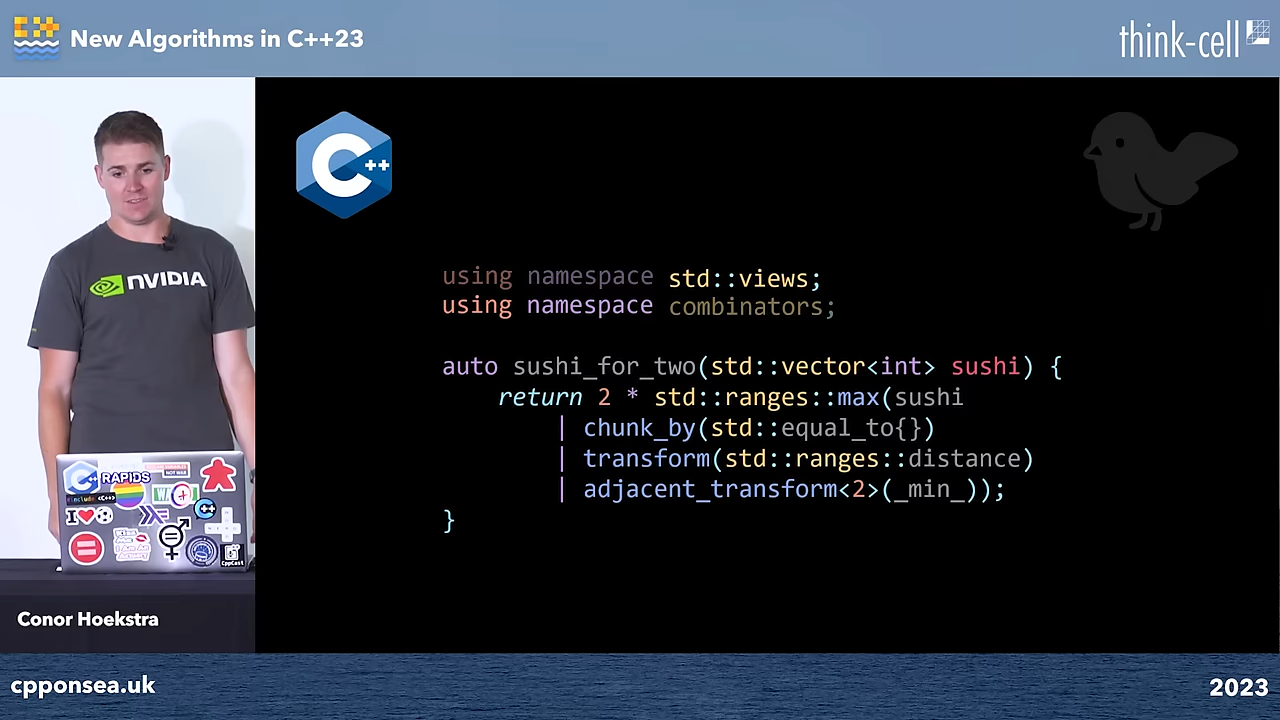 New Algorithms in C++23
think-cell
C++
NVIDIA
using namespace std::views;
using namespace combinators;
auto sushi_for_two(std::vector<int> sushi) {
return 2 * std::ranges::max(sushi
| chunk_by(std::equal_to{})
| transform(std::ranges::distance)
| adjacent_transform<2>(_min_));
}
RAPIDS
#include <C++>
I
CppCast
Conor Hoekstra
cpponsea.uk
2023